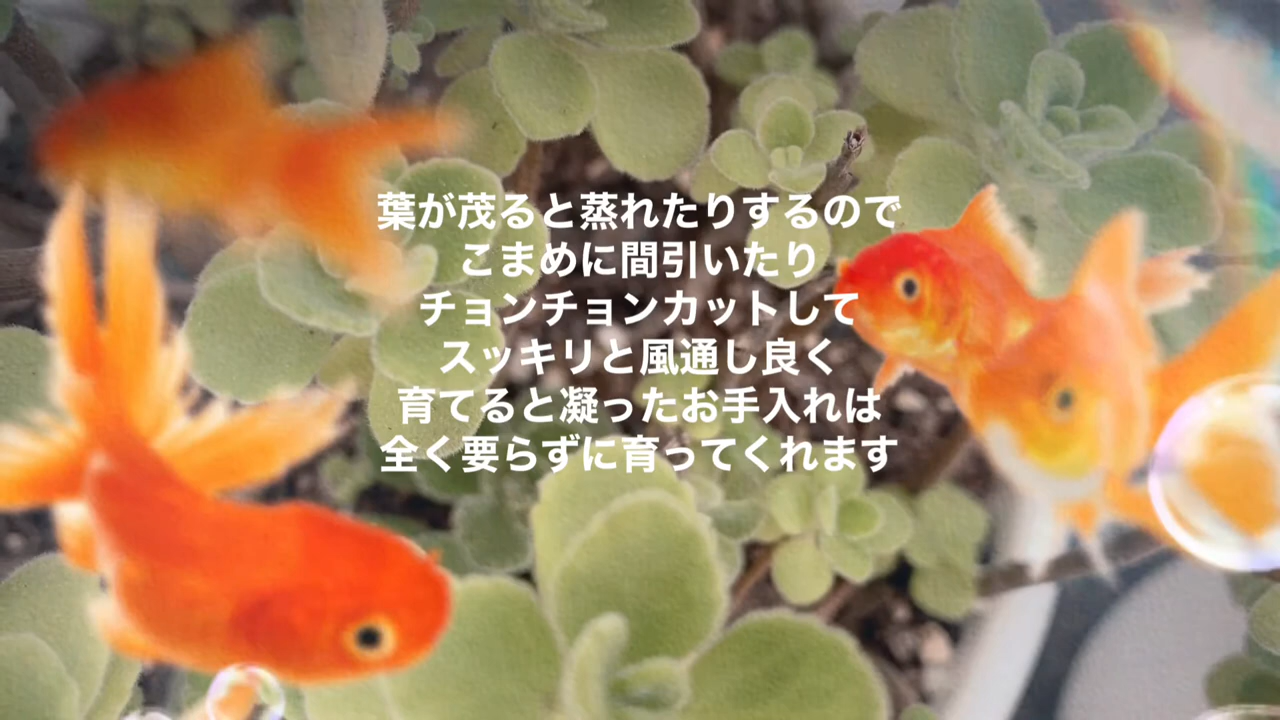 葉が茂ると蒸れたりするので
こまめに間引いたり
チョンチョンカットして
スッキリと風通し良く
育てると凝ったお手入れは
全く要らずに育ってくれます